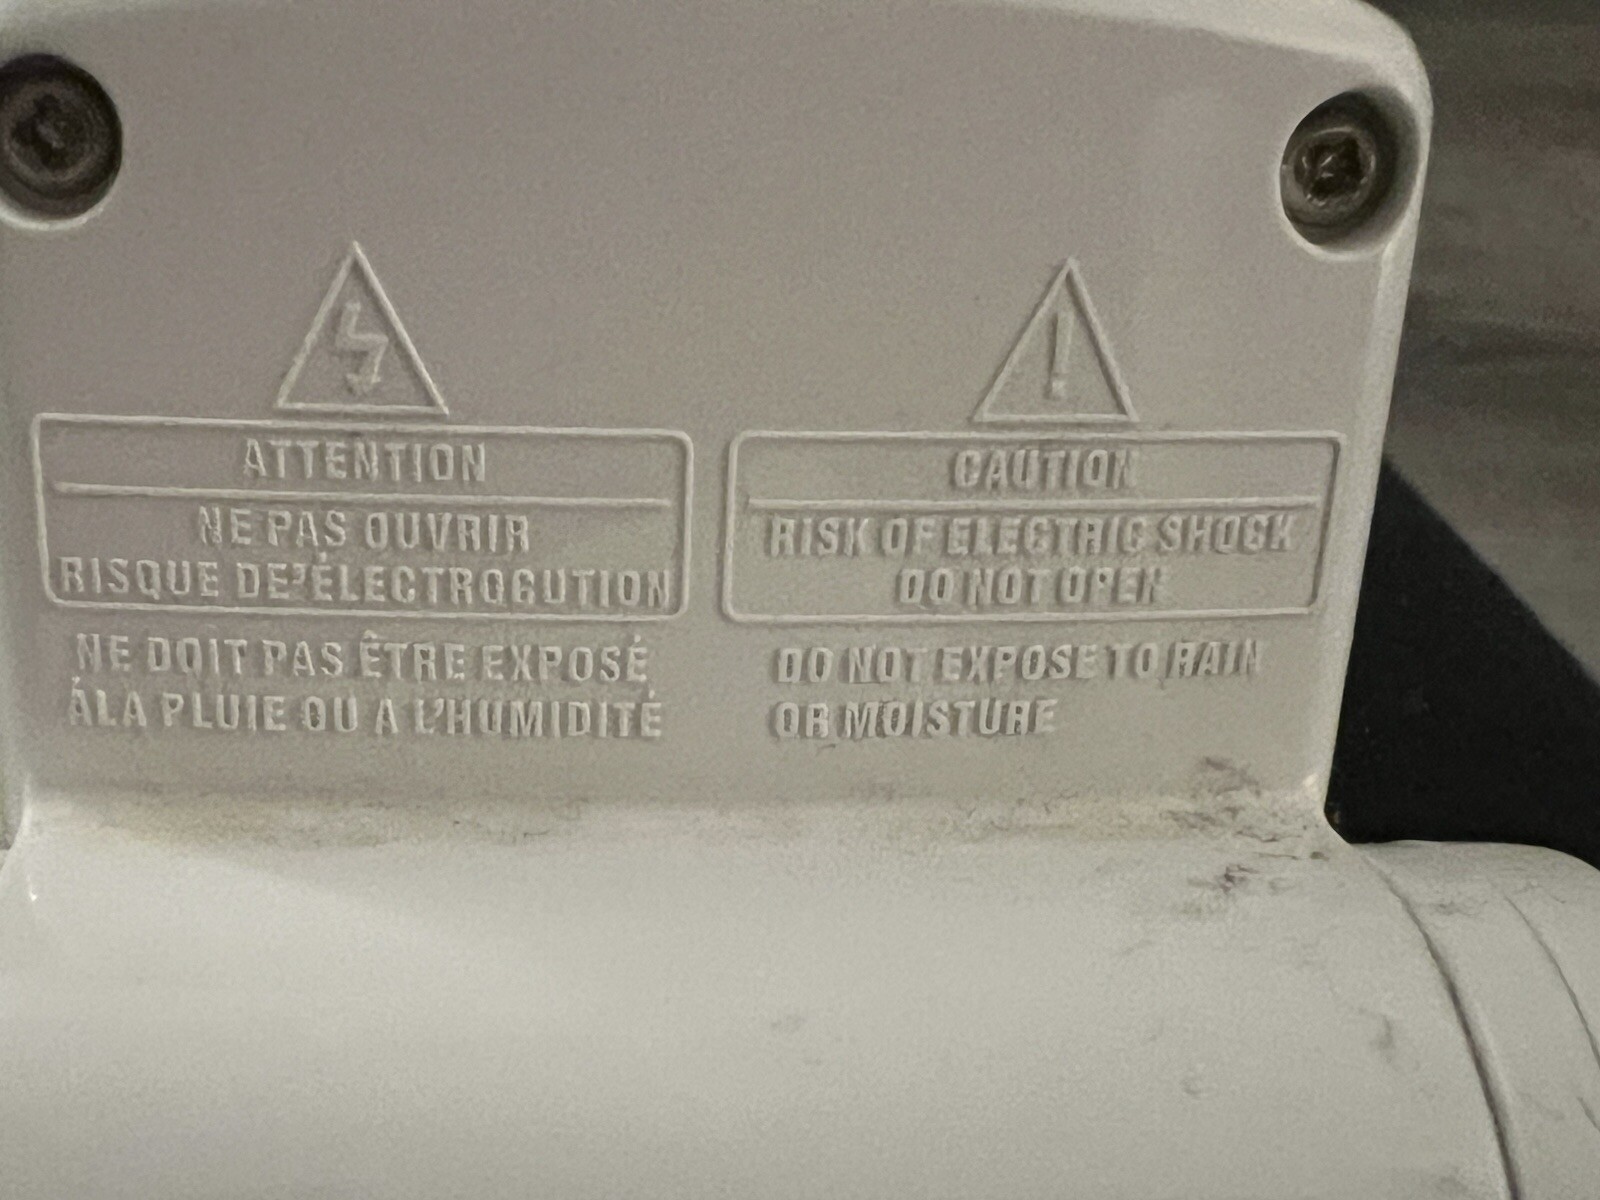 ATTENTION
NE PAS OUVRIR
RISQUE DE'ÉLECTROCUTION
NE DOIT PAS ÊTRE EXPOSÉ
ÁLA PLUIE OU A L'HUMIDITÉ
CAUTION
RISK OF ELECTRIC SHOCK
DO NOT OPEN
DO NOT EXPOSE TO RAIN
OR MOISTURE